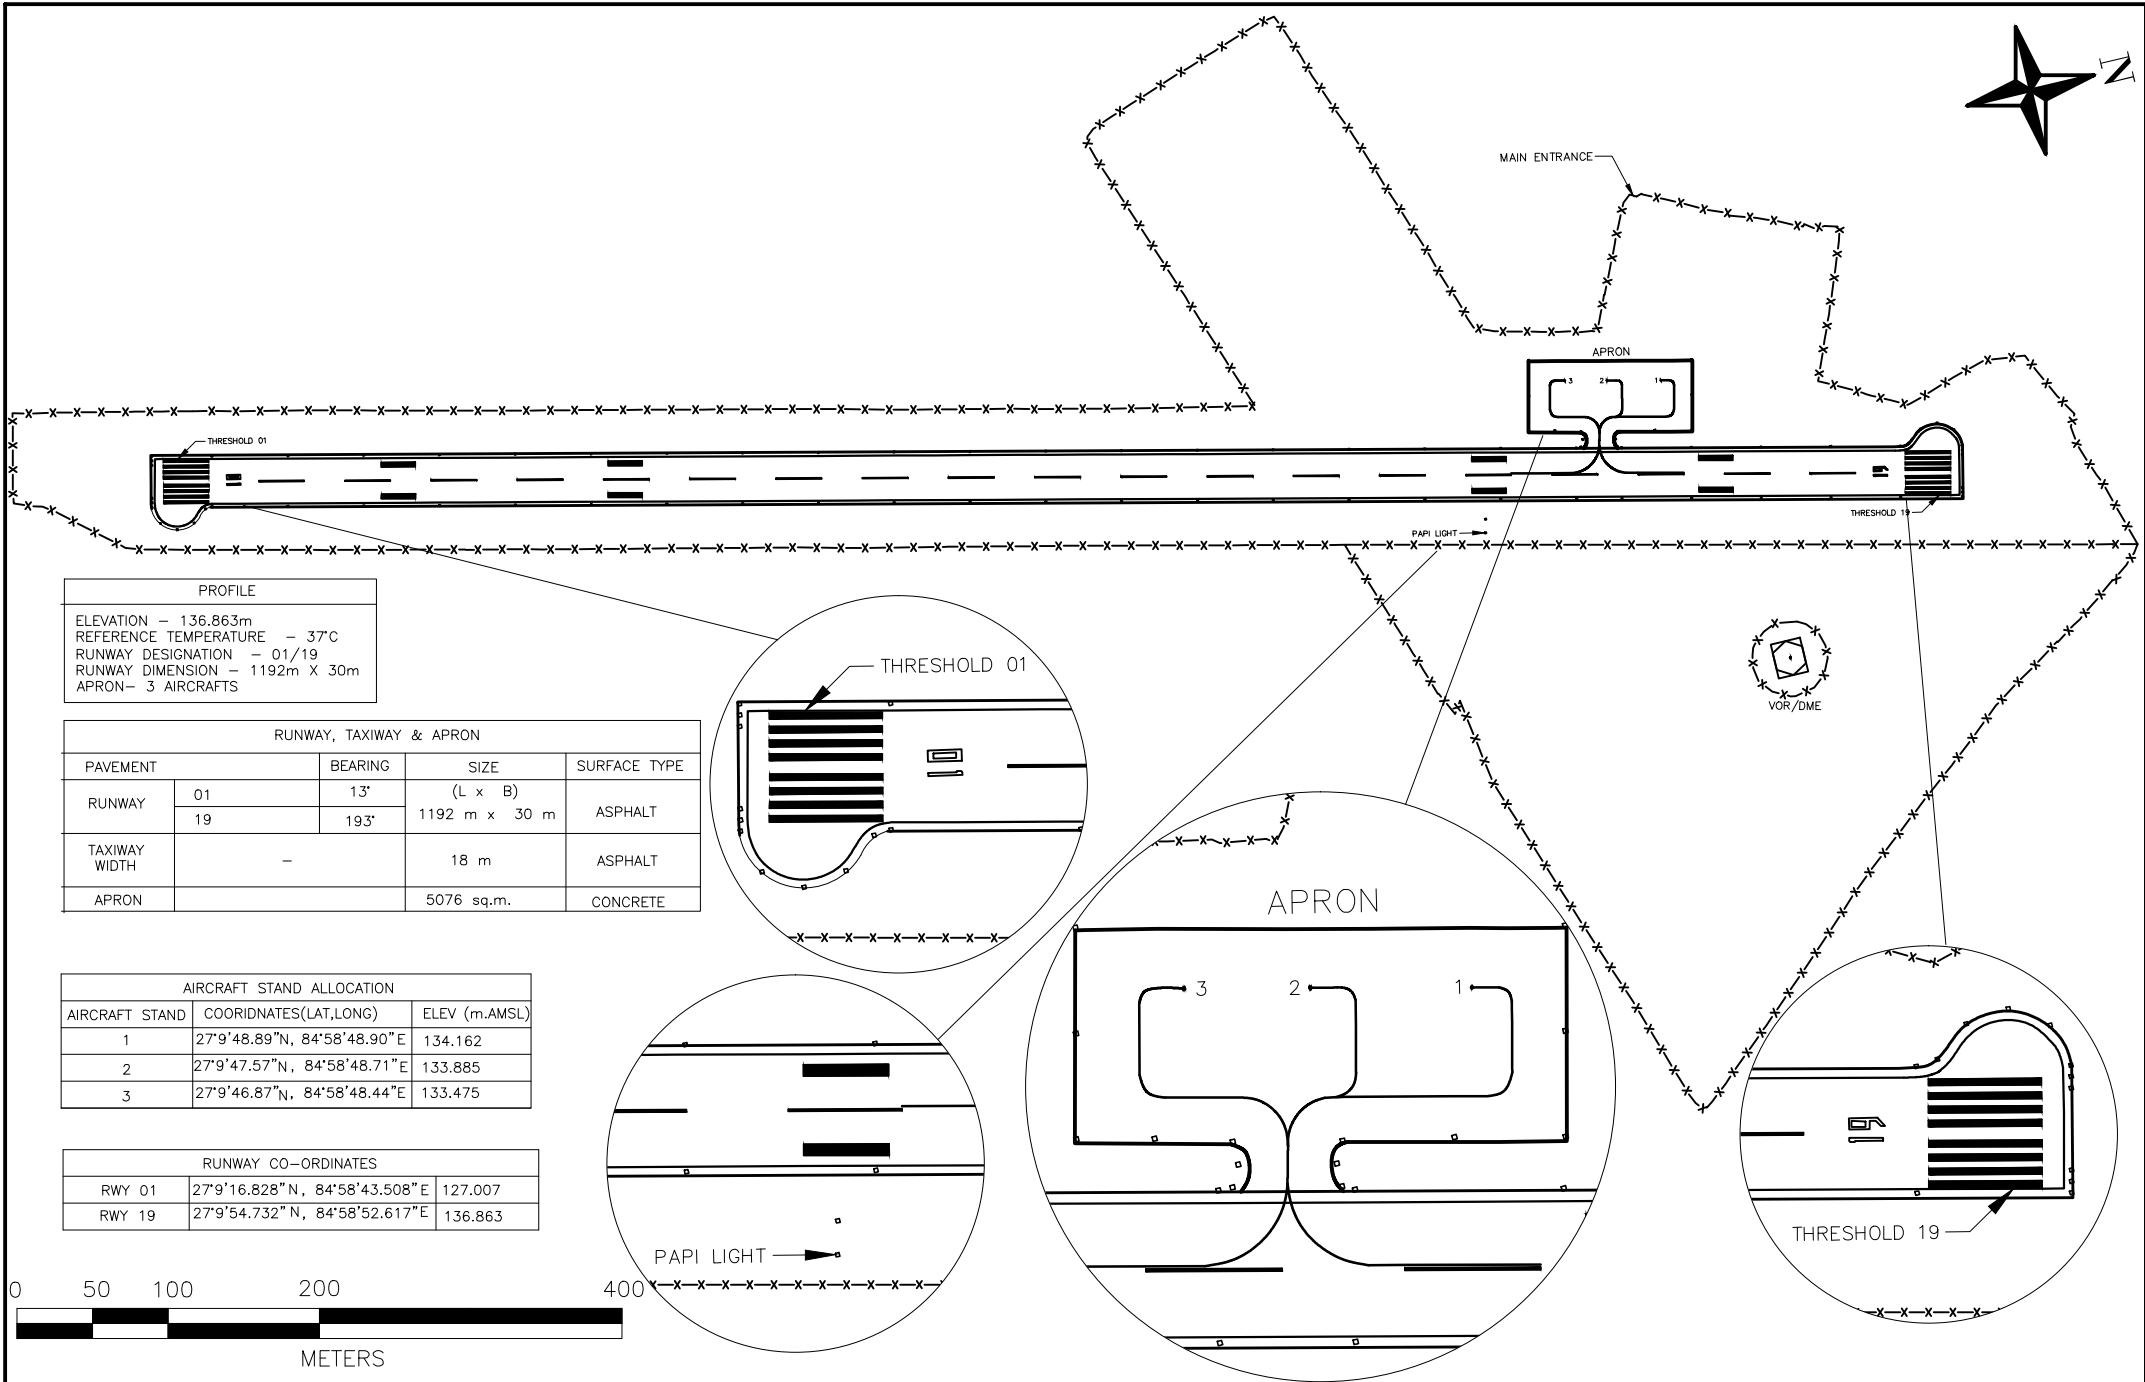 N
MAIN ENTRANCE
APRON
3 2 1
THRESHOLD 01
01
19
THRESHOLD 19
PAPI LIGHT
VOR/DME
PROFILE
ELEVATION – 136.863m
REFERENCE TEMPERATURE – 37°C
RUNWAY DESIGNATION – 01/19
RUNWAY DIMENSION – 1192m X 30m
APRON– 3 AIRCRAFTS
RUNWAY, TAXIWAY & APRON
PAVEMENT BEARING SIZE SURFACE TYPE
RUNWAY 01 13° (L x B) 1192 m x 30 m ASPHALT
19 193°
TAXIWAY WIDTH – 18 m ASPHALT
APRON 5076 sq.m. CONCRETE
AIRCRAFT STAND ALLOCATION
AIRCRAFT STAND COORIDNATES(LAT,LONG) ELEV (m.AMSL)
1 27°9'48.89"N, 84°58'48.90"E 134.162
2 27°9'47.57"N, 84°58'48.71"E 133.885
3 27°9'46.87"N, 84°58'48.44"E 133.475
RUNWAY CO–ORDINATES
RWY 01 27°9'16.828"N, 84°58'43.508"E 127.007
RWY 19 27°9'54.732"N, 84°58'52.617"E 136.863
0 50 100 200 400
METERS
THRESHOLD 01
01
PAPI LIGHT
APRON
3 2 1
19
THRESHOLD 19